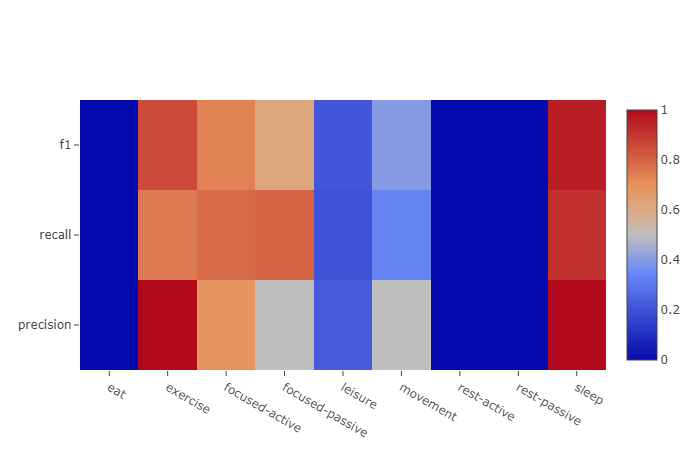 f1
recall
precision
eat
exercise
focused-active
focused-passive
leisure
movement
rest-active
rest-passive
sleep
1
0.8
0.6
0.4
0.2
0